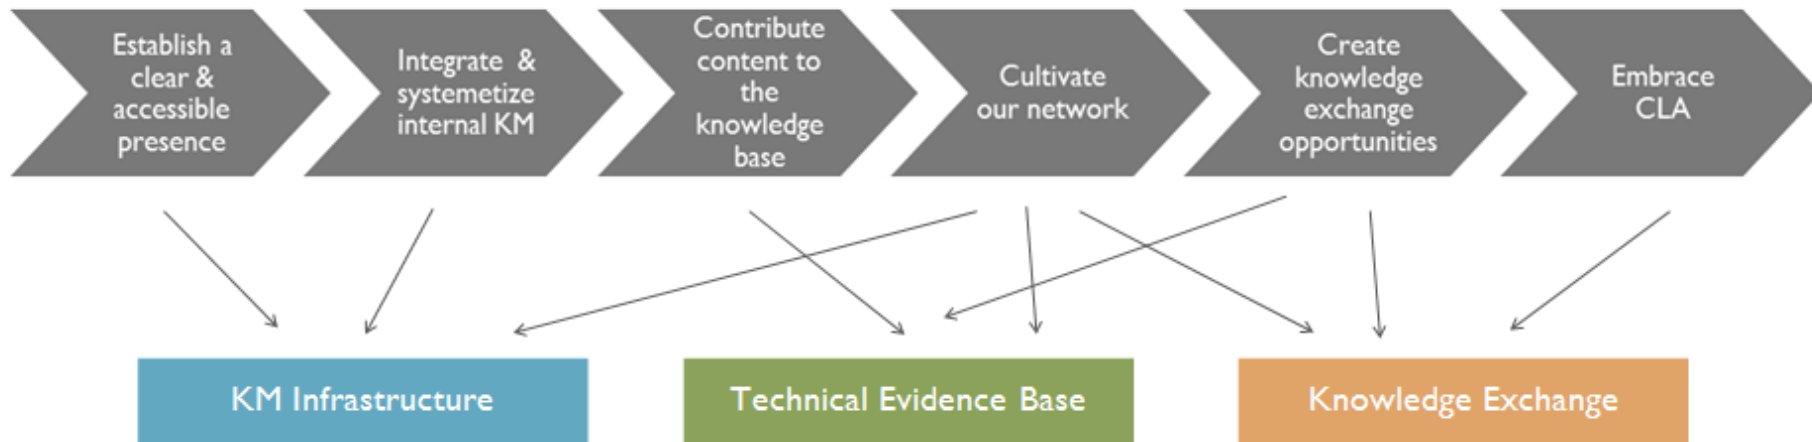 Establish a
clear &
accessible
presence
Integrate &
systemetize
internal KM
Contribute
content to
the
knowledge
base
Cultivate
our network
Create
knowledge
exchange
opportunities
Embrace
CLA
KM Infrastructure
Technical Evidence Base
Knowledge Exchange